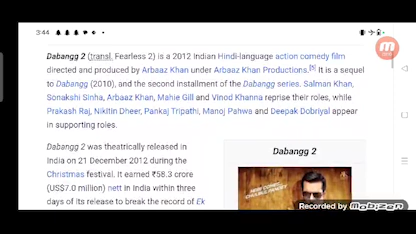 3:44
Dabangg 2 (transl. Fearless 2) is a 2012 Indian Hindi-language action comedy film
directed and produced by Arbaaz Khan under Arbaaz Khan Productions.[5] It is a sequel
to Dabangg (2010), and the second installment of the Dabangg series. Salman Khan,
Sonakshi Sinha, Arbaaz Khan, Mahie Gill and Vinod Khanna reprise their roles, while
Prakash Raj, Nikitin Dheer, Pankaj Tripathi, Manoj Pahwa and Deepak Dobriyal appear
in supporting roles.
Dabangg 2 was theatrically released in
India on 21 December 2012 during the
Christmas festival. It earned ₹58.3 crore
(US$7.0 million) nett in India within three
days of its release to break the record of Ek
Dabangg 2
Recorded by Mobizen